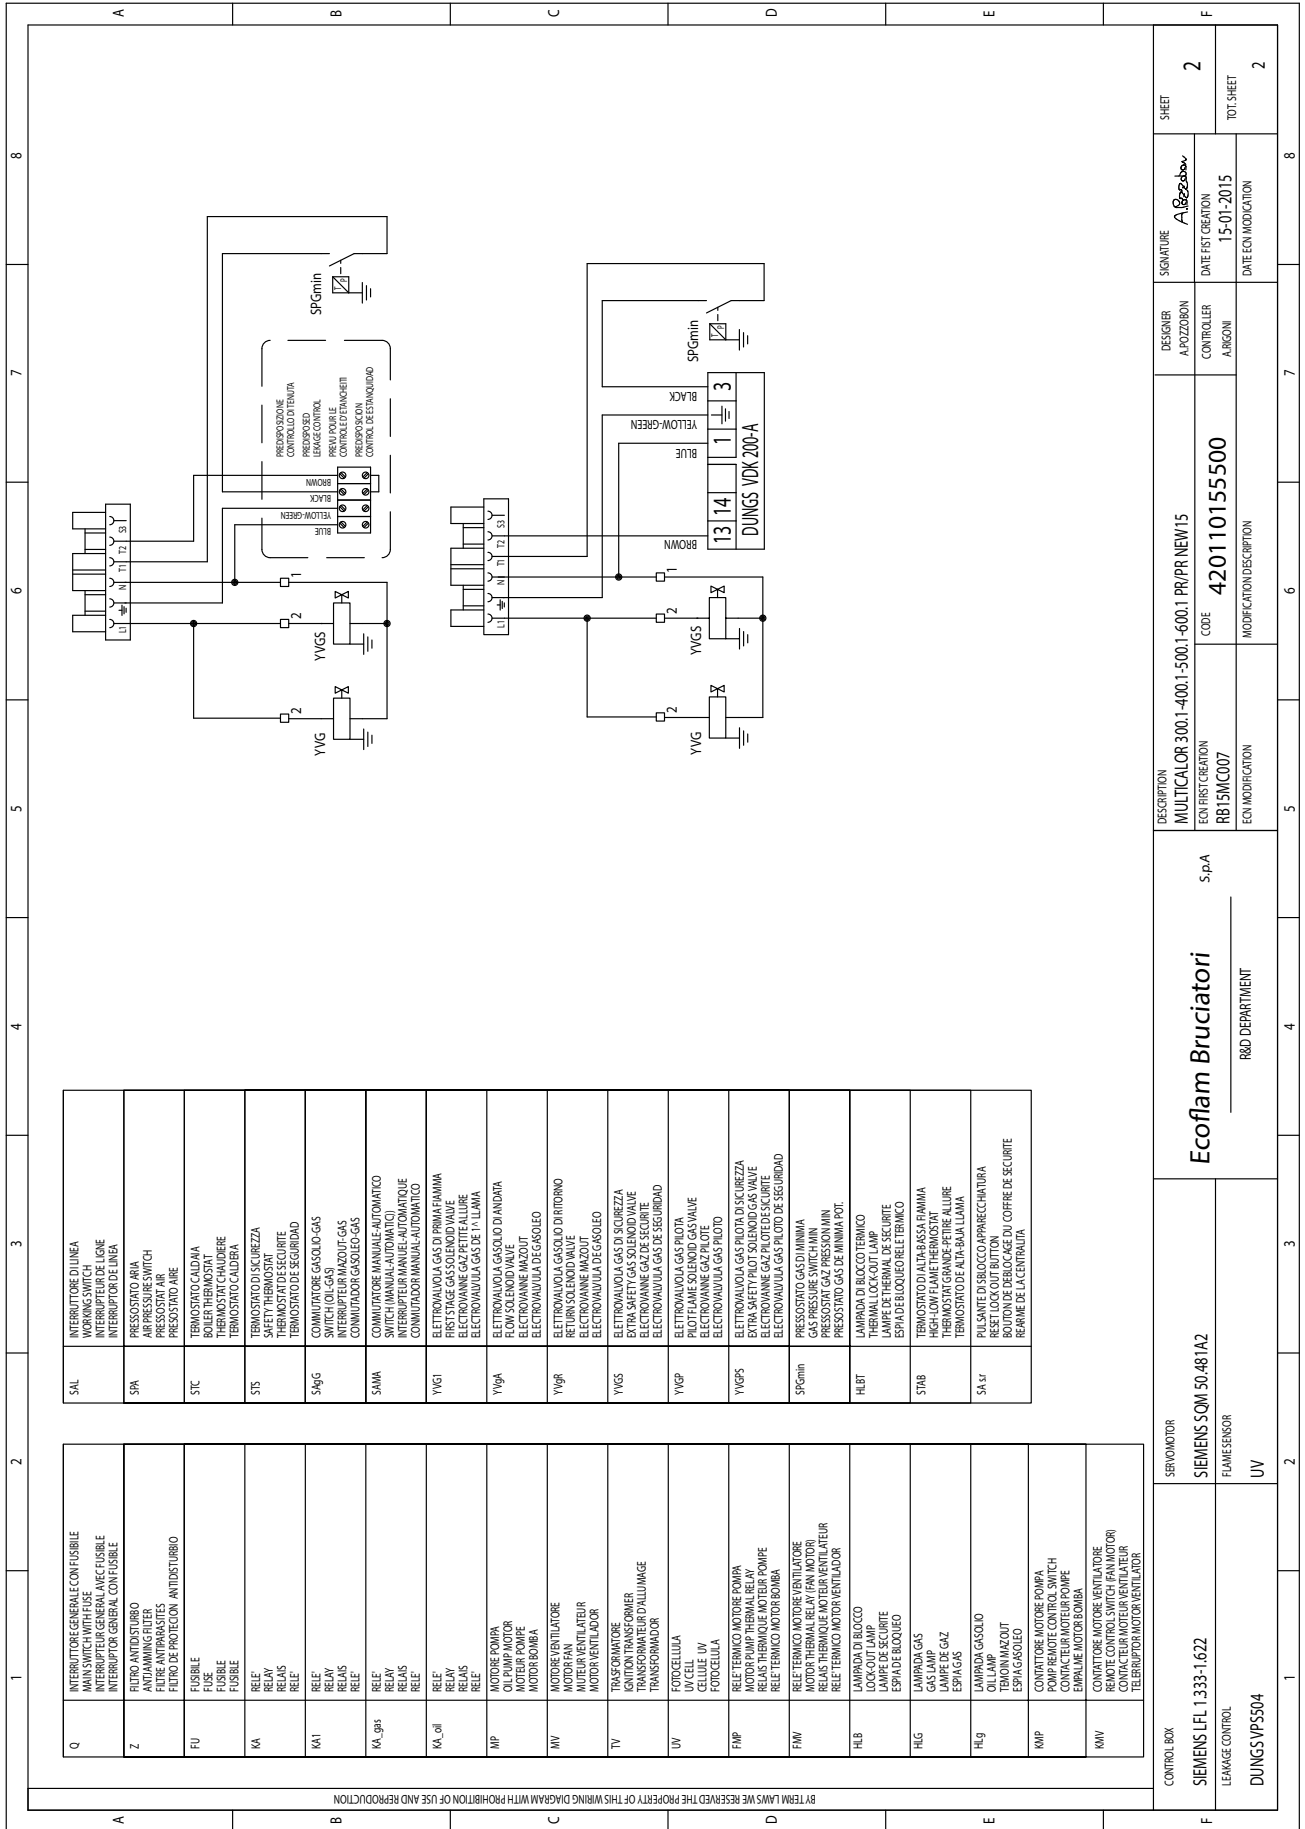 1
2
3
4
5
6
7
8
A
B
C
D
E
F
BY TERM LAWS WE RESERVED THE PROPERTY OF THIS WIRING DIAGRAM WITH PROHIBITION OF USE AND REPRODUCTION
Q
INTERRUTTORE GENERALE CON FUSIBILE
MAIN SWITCH WITH FUSE
INTERRUPTEUR GENERAL AVEC FUSIBLE
INTERRUPTOR GENERAL CON FUSIBLE
Z
FILTRO ANTIDISTURBO
ANTIJAMMING FILTER
FILTRE ANTIPARASITES
FILTRO DE PROTECION ANTIDISTURBIO
FU
FUSIBILE
FUSE
FUSIBLE
FUSIBLE
KA
RELE'
RELAY
RELAIS
RELE'
KA1
RELE'
RELAY
RELAIS
RELE'
KA_gas
RELE'
RELAY
RELAIS
RELE'
KA_oil
RELE'
RELAY
RELAIS
RELE'
MP
MOTORE POMPA
OIL PUMP MOTOR
MOTEUR POMPE
MOTOR BOMBA
MV
MOTORE VENTILATORE
MOTOR FAN
MUTEUR VENTILATEUR
MOTOR VENTILADOR
TV
TRASFORMATORE
IGNITION TRANSFORMER
TRANSFORMATEUR D'ALLUMAGE
TRANSFORMADOR
UV
FOTOCELLULA
UV CELL
CELLULE UV
FOTOCELULA
FMP
RELE' TERMICO MOTORE POMPA
MOTOR PUMP THERMAL RELAY
RELAIS THERMIQUE MOTEUR POMPE
RELE' TERMICO MOTOR BOMBA
FMV
RELE' TERMICO MOTORE VENTILATORE
MOTOR THERMAL RELAY (FAN MOTOR)
RELAIS THERMIQUE MOTEUR VENTILATEUR
RELE' TERMICO MOTOR VENTILADOR
HLB
LAMPADA DI BLOCCO
LOCK-OUT LAMP
LAMPE DE SECURITE
ESPIA DE BLOQUEO
HLG
LAMPADA GAS
GAS LAMP
LAMPE DE GAZ
ESPIA GAS
HLg
LAMPADA GASOLIO
OIL LAMP
TEMOIN MAZOUT
ESPIA GASOLEO
KMP
CONTATTORE MOTORE POMPA
POMP REMOTE CONTROL SWITCH
CONTACTEUR MOTEUR POMPE
EMPALME MOTOR BOMBA
KMV
CONTATTORE MOTORE VENTILATORE
REMOTE CONTROL SWITCH (FAN MOTOR)
CONTACTEUR MOTEUR VENTILATEUR
TELERRUPTOR MOTOR VENTILATOR
SAL
INTERRUTTORE DI LINEA
WORKING SWITCH
INTERRUPTEUR DE LIGNE
INTERRUPTOR DE LINEA
SPA
PRESSOSTATO ARIA
AIR PRESSURE SWITCH
PRESSOSTAT AIR
PRESOSTATO AIRE
STC
TERMOSTATO CALDAIA
BOILER THERMOSTAT
THERMOSTAT CHAUDIERE
TERMOSTATO CALDERA
STS
TERMOSTATO DI SICUREZZA
SAFETY THERMOSTAT
THERMOSTAT DE SECURITE
TERMOSTATO DE SEGURIDAD
SAgG
COMMUTATORE GASOLIO-GAS
SWITCH (OIL-GAS)
INTERRUPTEUR MAZOUT-GAS
CONMUTADOR GASOLEO-GAS
SAMA
COMMUTATORE MANUALE-AUTOMATICO
SWITCH (MANUAL-AUTOMATIC)
INTERRUPTEUR MANUEL-AUTOMATIQUE
CONMUTADOR MANUAL-AUTOMATICO
YVG1
ELETTROVALVOLA GAS DI PRIMA FIAMMA
FIRST STAGE GAS SOLENOID VALVE
ELECTROVANNE GAZ PETITE ALLURE
ELECTROVALVULA GAS DE 1^ LLAMA
YVgA
ELETTROVALVOLA GASOLIO DI ANDATA
FLOW SOLENOID VALVE
ELECTROVANNE MAZOUT
ELECTROVALVULA DE GASOLEO
YVgR
ELETTROVALVOLA GASOLIO DI RITORNO
RETURN SOLENOID VALVE
ELECTROVANNE MAZOUT
ELECTROVALVULA DE GASOLEO
YVGS
ELETTROVALVOLA GAS DI SICUREZZA
EXTRA SAFETY GAS SOLENOID VALVE
ELECTROVANNE GAZ DE SECURITE
ELECTROVALVULA GAS DE SEGURIDAD
YVGP
ELETTROVALVOLA GAS PILOTA
PILOT FLAME SOLENOID GAS VALVE
ELECTROVANNE GAZ PILOTE
ELECTROVALVULA GAS PILOTO
YVGPS
ELETTROVALVOLA GAS PILOTA DI SICUREZZA
EXTRA SAFETY PILOT SOLENOID GAS VALVE
ELECTROVANNE GAZ PILOTE DE SICURITE
ELECTROVALVULA GAS PILOTO DE SEGURIDAD
SPGmin
PRESSOSTATO GAS DI MINIMA
GAS PRESSURE SWITCH MIN
PRESSOSTAT GAZ PRESSION MIN
PRESOSTATO GAS DE MINIMA POT.
HLBT
LAMPADA DI BLOCCO TERMICO
THERMAL LOCK-OUT LAMP
LAMPE DE THERMAL DE SECURITE
ESPIA DE BLOQUEO RELE' TERMICO
STAB
TERMOSTATO DI ALTA-BASSA FIAMMA
HIGH-LOW FLAME THERMOSTAT
THERMOSTAT GRANDE-PETITRE ALLURE
TERMOSTATO DE ALTA-BAJA LLAMA
SA sr
PULSANTE DI SBLOCCO APPARECCHIATURA
RESET LOCK OUT BUTTON
BOUTON DE DEBLOCAGE DU COFFRE DE SECURITE
REARME DE LA CENTRALITA
L1
N
T1
T2
S3
YVG
2
YVGS
2
1
BLUE
YELLOW-GREEN
BLACK
BROWN
PREDISPOSIZIONE
CONTROLLO DI TENUTA
PREDISPOSED
LEKAGE CONTROL
PREVU POUR LE
CONTROLE D'ETANCHEITI
PREDISPOSICION
CONTROL DE ESTANQUIDAD
SPGmin
T
P
L1
N
T1
T2
S3
YVG
2
YVGS
2
1
BROWN
BLUE
YELLOW-GREEN
BLACK
13 14 1 3
DUNGS VDK 200-A
SPGmin
T
P
CONTROL BOX
SIEMENS LFL 1.333-1.622
LEAKAGE CONTROL
DUNGS VPS504
SERVOMOTOR
SIEMENS SQM 50.481A2
FLAME SENSOR
UV
Ecoflam Bruciatori S.p.A
R&D DEPARTMENT
DESCRIPTION
MULTICALOR 300.1-400.1-500.1-600.1 PR/PR NEW15
ECN FIRST CREATION
RB15MC007
CODE
420110155500
ECN MODIFICATION
MODIFICATION DESCRIPTION
DESIGNER
A.POZZOBON
CONTROLLER
A.RIGONI
SIGNATURE
A.Pozzobon
DATE FIST CREATION
15-01-2015
DATE ECN MODICATION
SHEET
2
TOT. SHEET
2
1
2
3
4
5
6
7
8
A
B
C
D
E
F